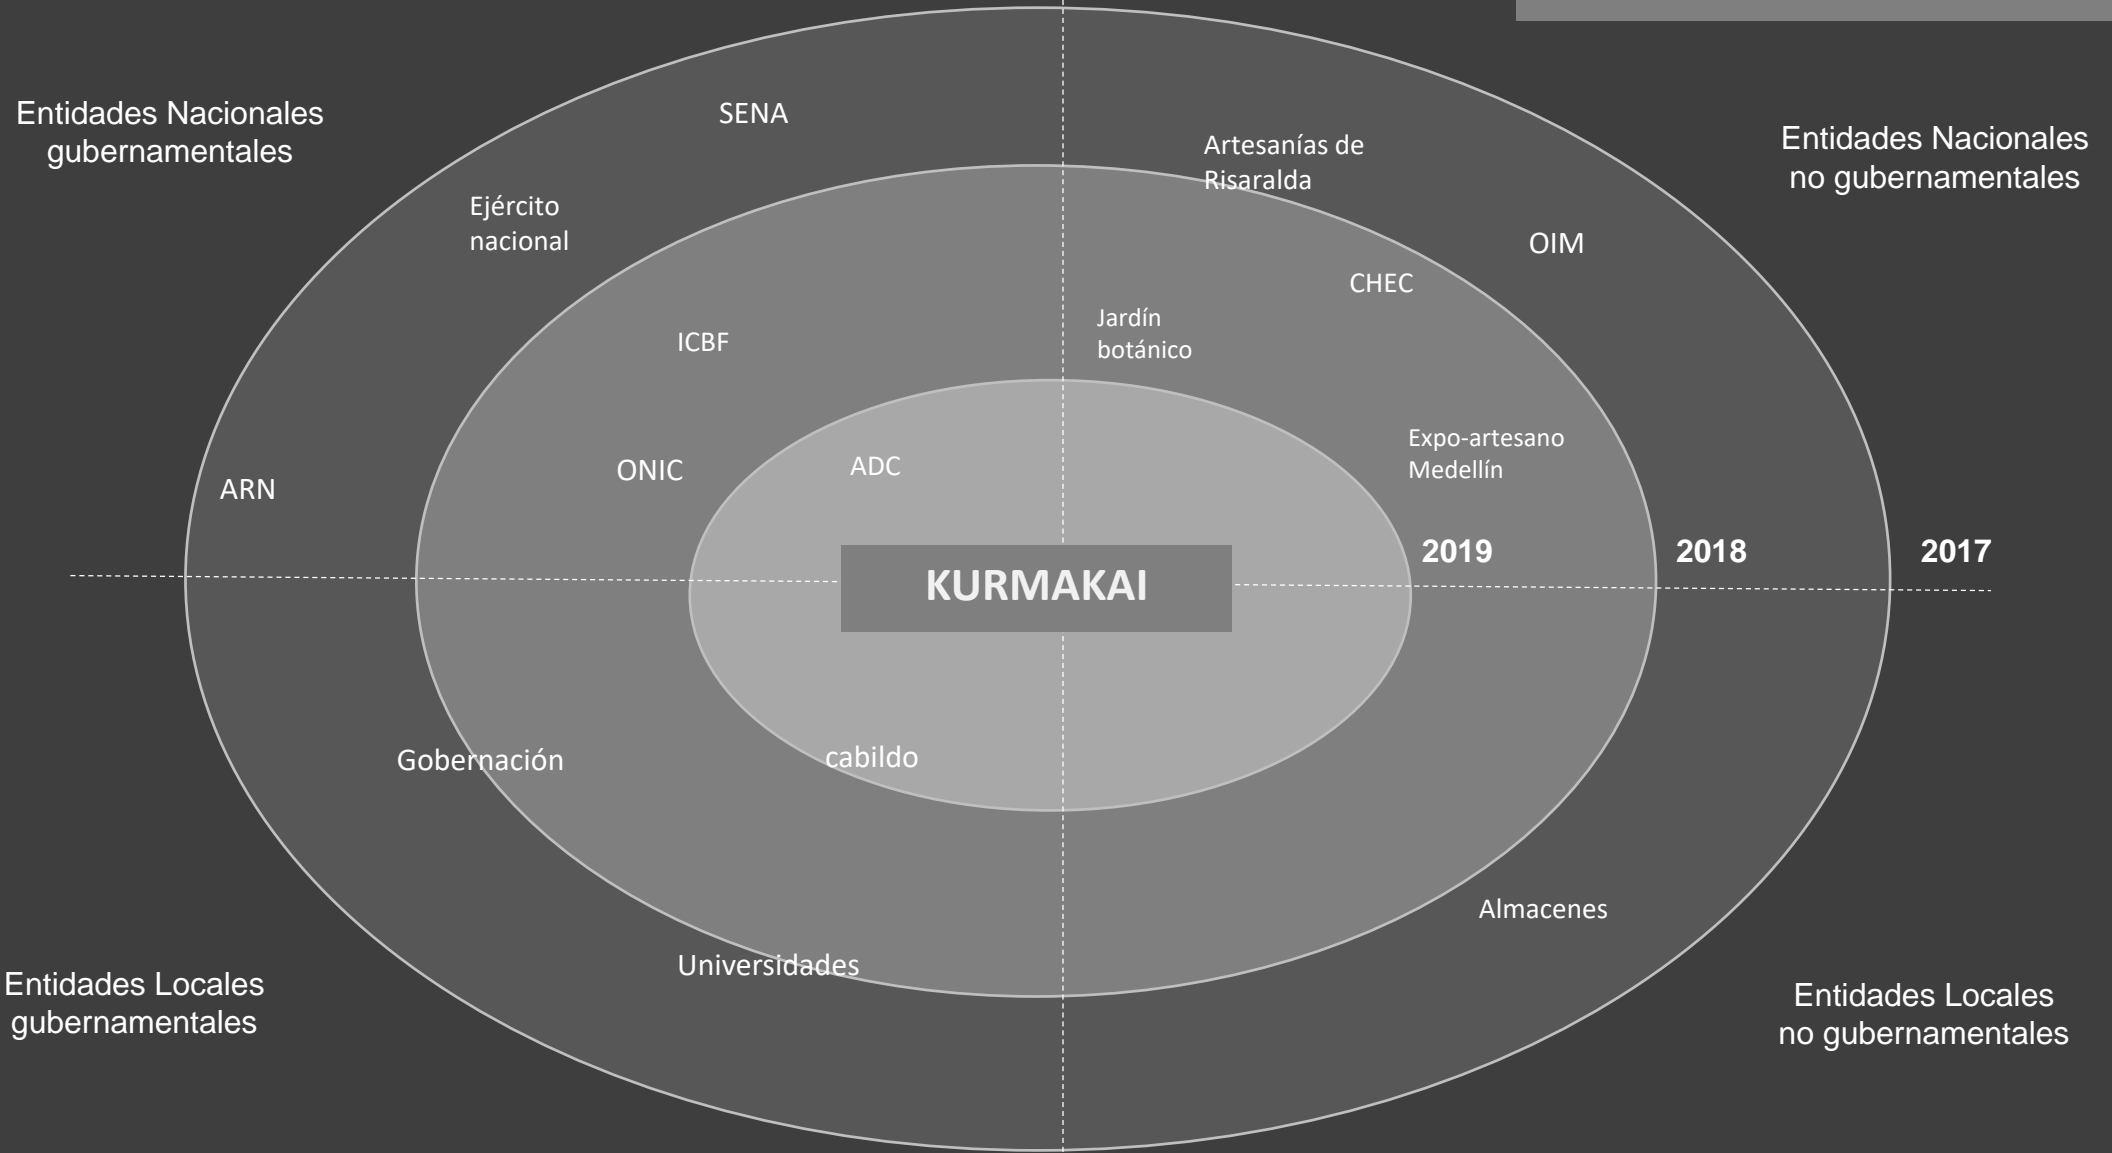 SENA
Entidades Nacionales
gubernamentales
Artesanías de
Risaralda
Entidades Nacionales
no gubernamentales
Ejército
nacional
OIM
CHEC
Jardín
botánico
ICBF
Expo-artesano
Medellín
ONIC
ADC
ARN
2019
2018
2017
KURMAKAI
Gobernación
cabildo
Almacenes
Universidades
Entidades Locales
gubernamentales
Entidades Locales
no gubernamentales